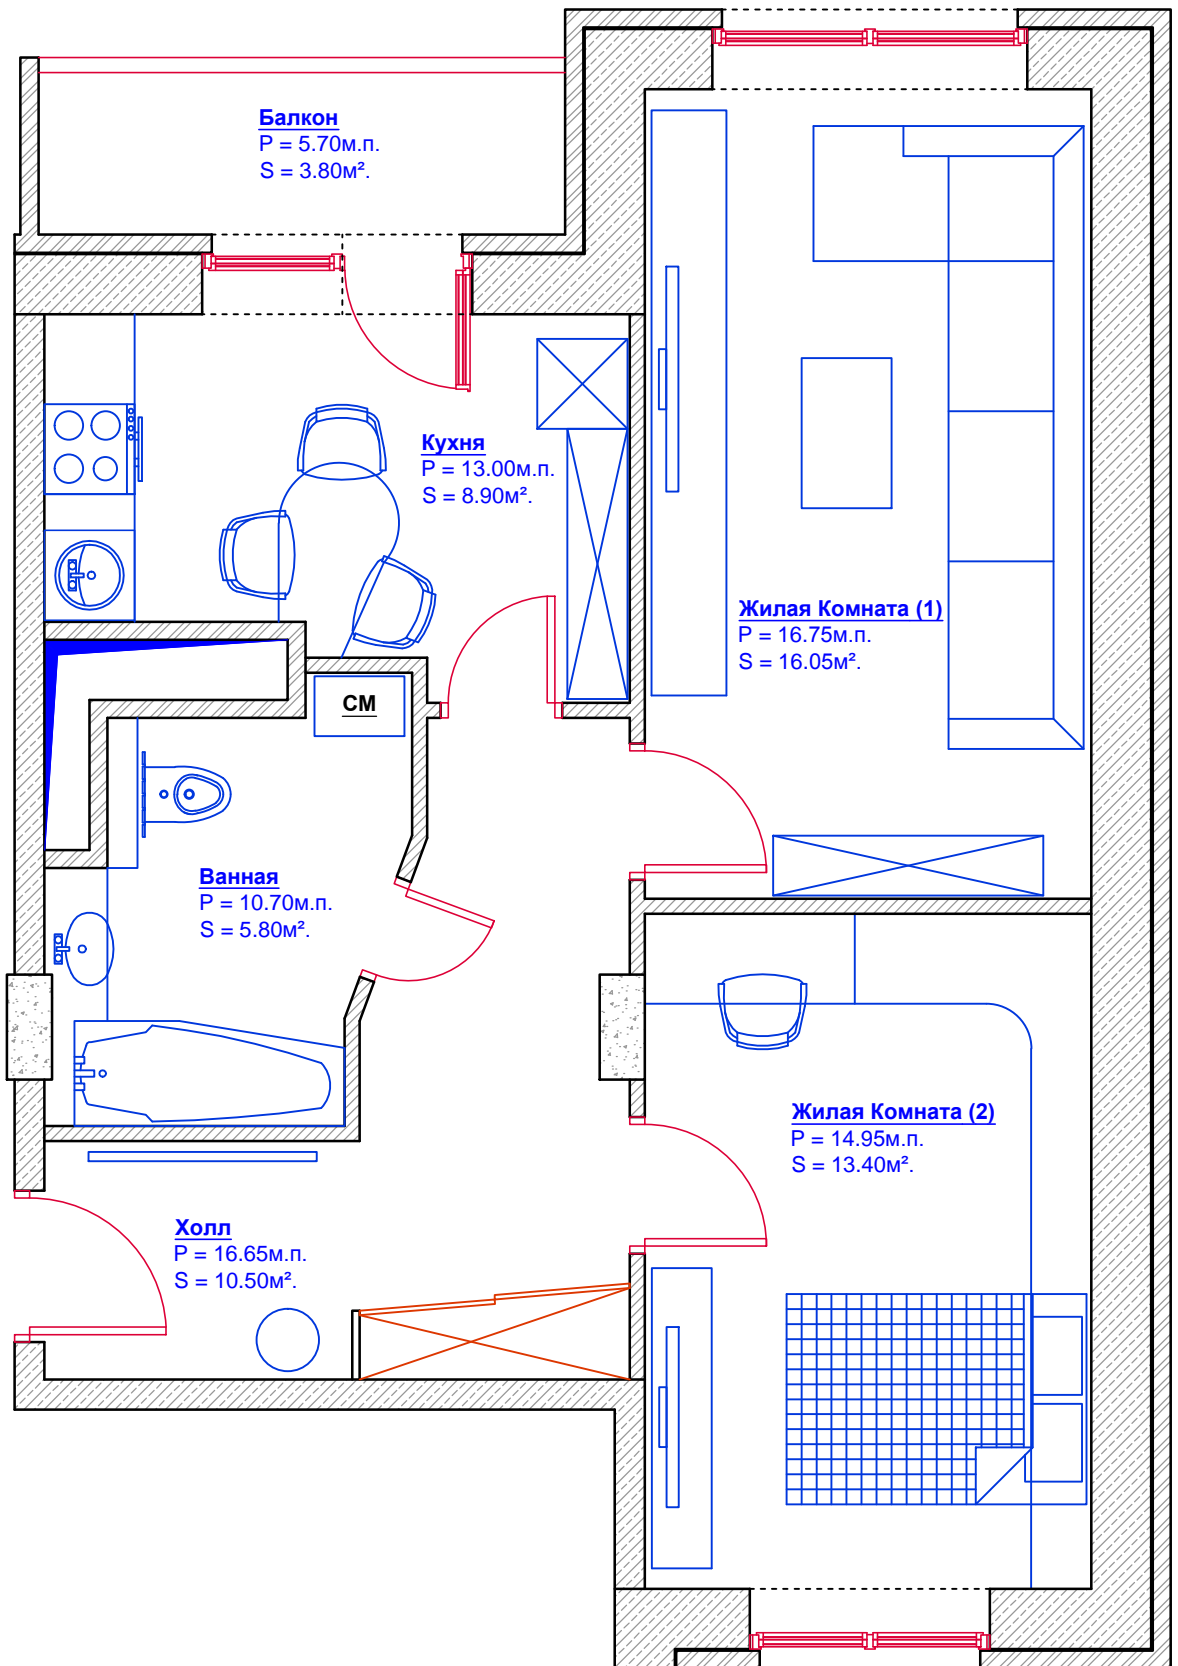 Балкон
P = 5.70м.п.
S = 3.80м².
Кухня
P = 13.00м.п.
S = 8.90м².
Жилая Комната (1)
P = 16.75м.п.
S = 16.05м².
СМ
Ванная
P = 10.70м.п.
S = 5.80м².
Жилая Комната (2)
P = 14.95м.п.
S = 13.40м².
Холл
P = 16.65м.п.
S = 10.50м².